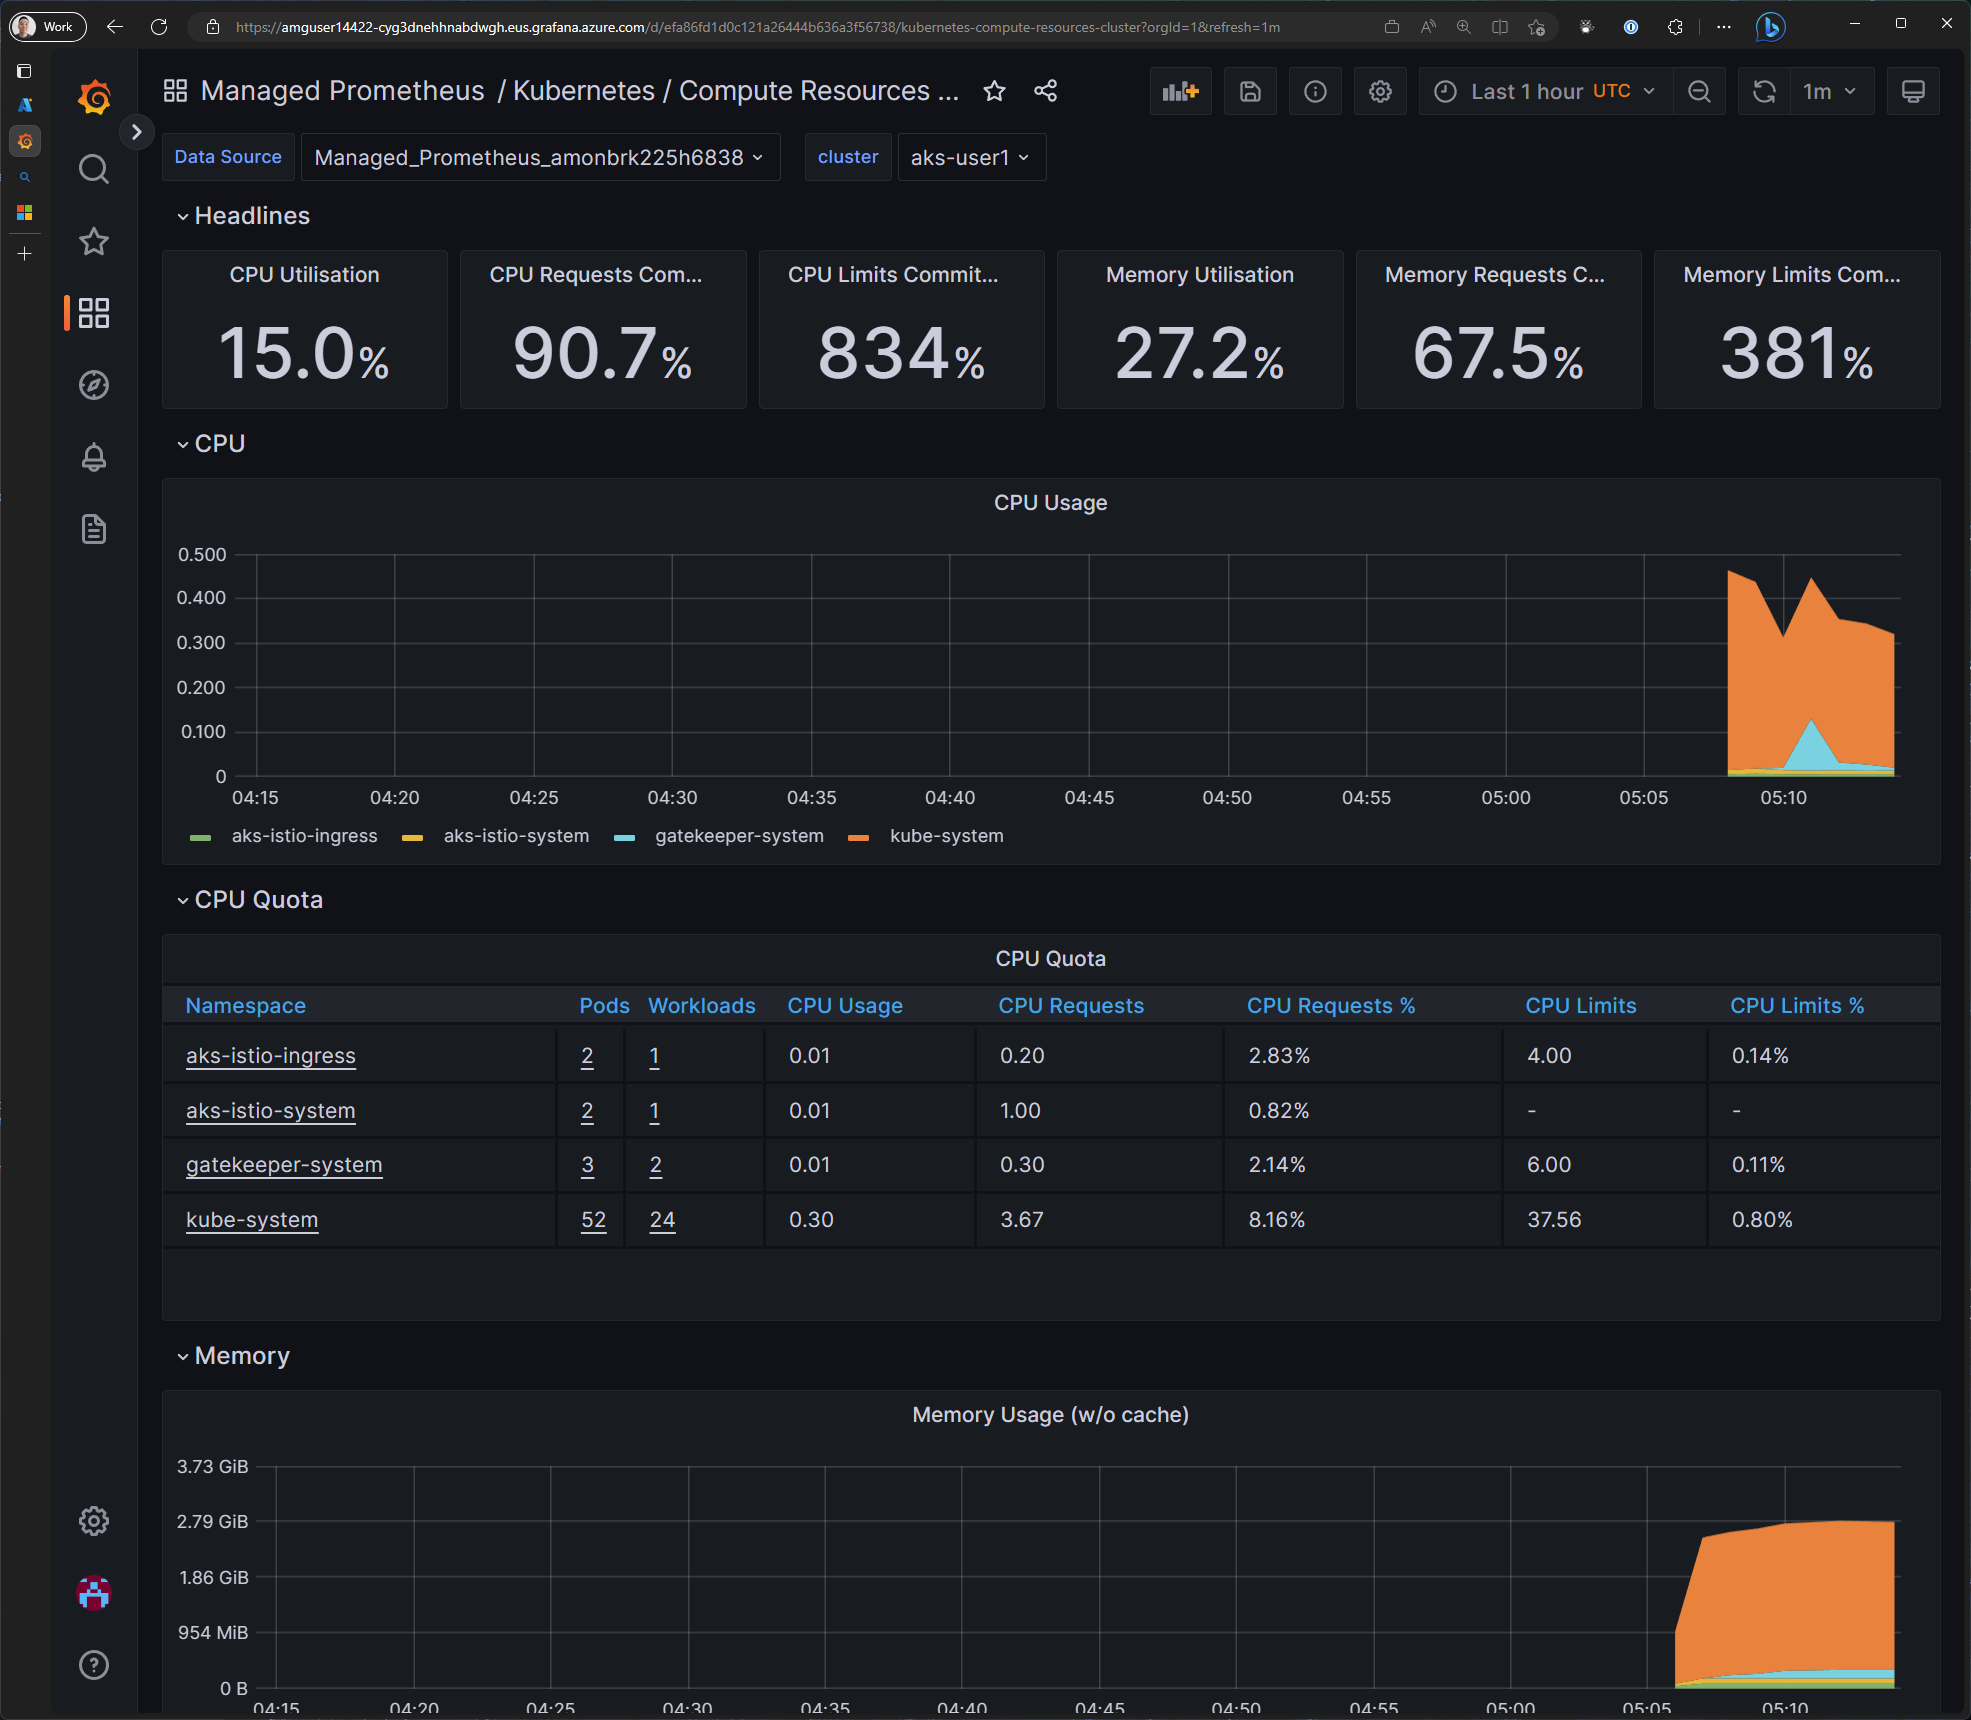 Work
https://amguser14422-cyg3dnehhnabdwgh.eus.grafana.azure.com/d/efa86fd1d0c121a26444b636a3f56738/kubernetes-compute-resources-cluster?orgId=1&refresh=1m
Managed Prometheus / Kubernetes / Compute Resources ...
Last 1 hour UTC
1m
Data Source
Managed_Prometheus_amonbrk225h6838
cluster
aks-user1
Headlines
CPU Utilisation
15.0%
CPU Requests Com...
90.7%
CPU Limits Commit...
834%
Memory Utilisation
27.2%
Memory Requests C...
67.5%
Memory Limits Com...
381%
CPU
CPU Usage
0.500
0.400
0.300
0.200
0.100
0
04:15 04:20 04:25 04:30 04:35 04:40 04:45 04:50 04:55 05:00 05:05 05:10
aks-istio-ingress aks-istio-system gatekeeper-system kube-system
CPU Quota
CPU Quota
Namespace Pods Workloads CPU Usage CPU Requests CPU Requests % CPU Limits CPU Limits %
aks-istio-ingress 2 1 0.01 0.20 2.83% 4.00 0.14%
aks-istio-system 2 1 0.01 1.00 0.82% - -
gatekeeper-system 3 2 0.01 0.30 2.14% 6.00 0.11%
kube-system 52 24 0.30 3.67 8.16% 37.56 0.80%
Memory
Memory Usage (w/o cache)
3.73 GiB
2.79 GiB
1.86 GiB
954 MiB
0 B
04:15 04:20 04:25 04:30 04:35 04:40 04:45 04:50 04:55 05:00 05:05 05:10